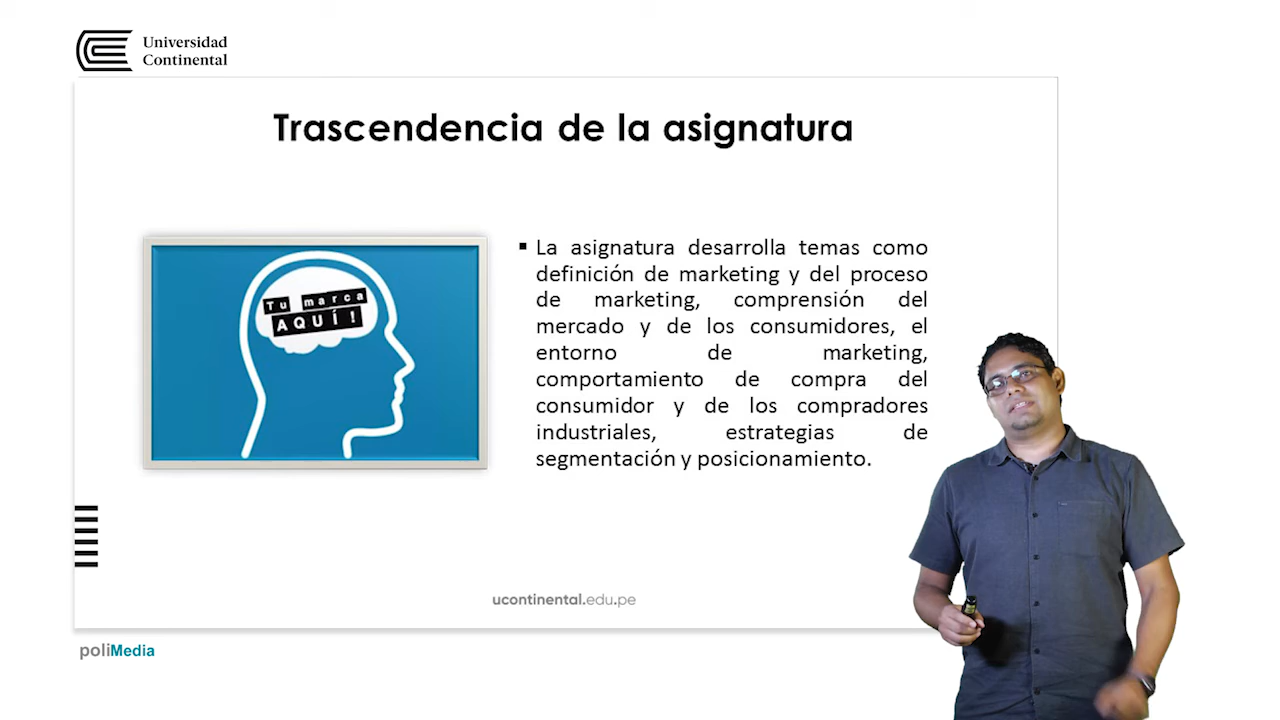 Universidad
Continental
Trascendencia de la asignatura
Tu marca
AQUÍ!
▪ La asignatura desarrolla temas como
definición de marketing y del proceso
de marketing, comprensión del
mercado y de los consumidores, el
entorno de marketing,
comportamiento de compra del
consumidor y de los compradores
industriales, estrategias de
segmentación y posicionamiento.
ucontinental.edu.pe
poliMedia